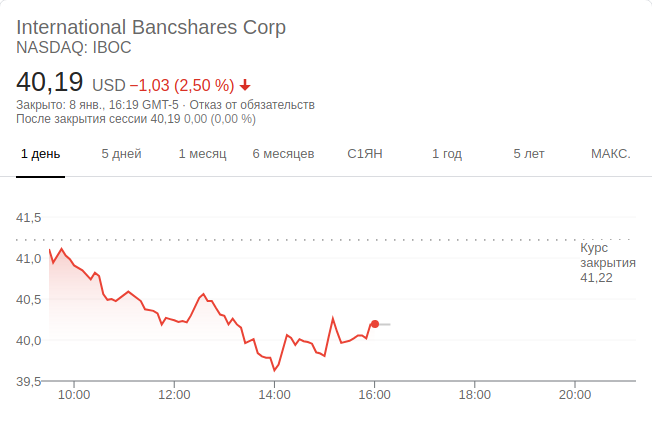 International Bancshares Corp
NASDAQ: IBOC
40,19 USD −1,03 (2,50 %)
Закрыто: 8 янв., 16:19 GMT-5 · Отказ от обязательств
После закрытия сессии 40,19 0,00 (0,00 %)
1 день 5 дней 1 месяц 6 месяцев С1ЯН 1 год 5 лет МАКС.
41,5
Курс
закрытия
41,22
41,0
40,5
40,0
39,5
10:00 12:00 14:00 16:00 18:00 20:00